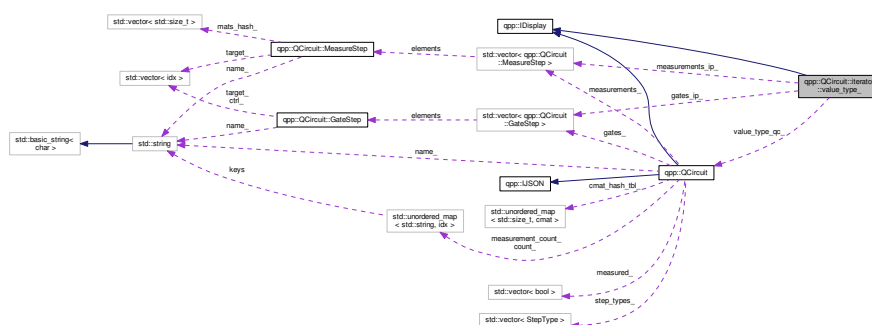 std::vector< std::size_t >
mats_hash_
qpp::IDisplay
qpp::QCircuit::MeasureStep
elements
std::vector< qpp::QCircuit
::MeasureStep >
measurements_ip_
qpp::QCircuit::iterato
::value_type_
target_
name_
std::vector< idx >
measurements_
gates_ip_
target_
ctrl_
qpp::QCircuit::GateStep
elements
std::vector< qpp::QCircuit
::GateStep >
name_
gates_
value_type_qc_
std::basic_string<
char >
std::string
name_
keys
qpp::IJSON
qpp::QCircuit
cmat_hash_tbl_
std::unordered_map
< std::string, idx >
std::unordered_map
< std::size_t, cmat >
measurement_count_
count_
measured_
std::vector< bool >
step_types_
std::vector< StepType >